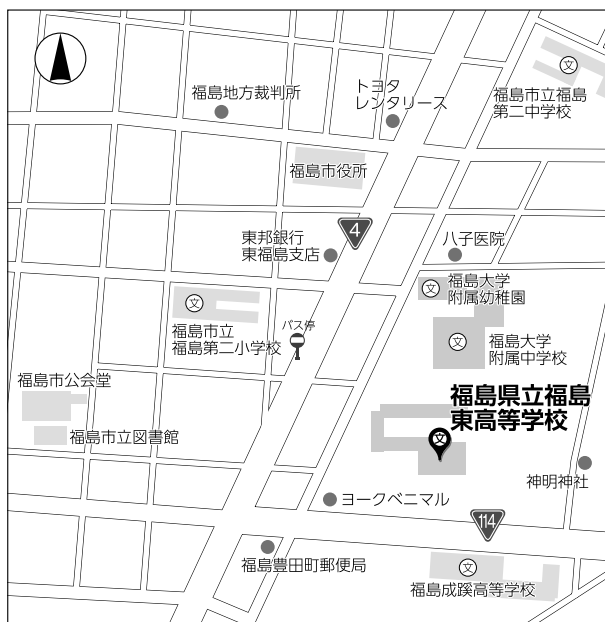 文
福島市立福島
第二中学校
トヨタ
レンタリース
福島地方裁判所
福島市役所
4
東邦銀行
東福島支店
八子医院
文
福島大学
附属幼稚園
文
福島市立
福島第二小学校
バス停
文
福島大学
附属中学校
福島市公会堂
福島県立福島
東高等学校
文
福島市立図書館
神明神社
ヨークベニマル
114
福島豊田町郵便局
文
福島成蹊高等学校